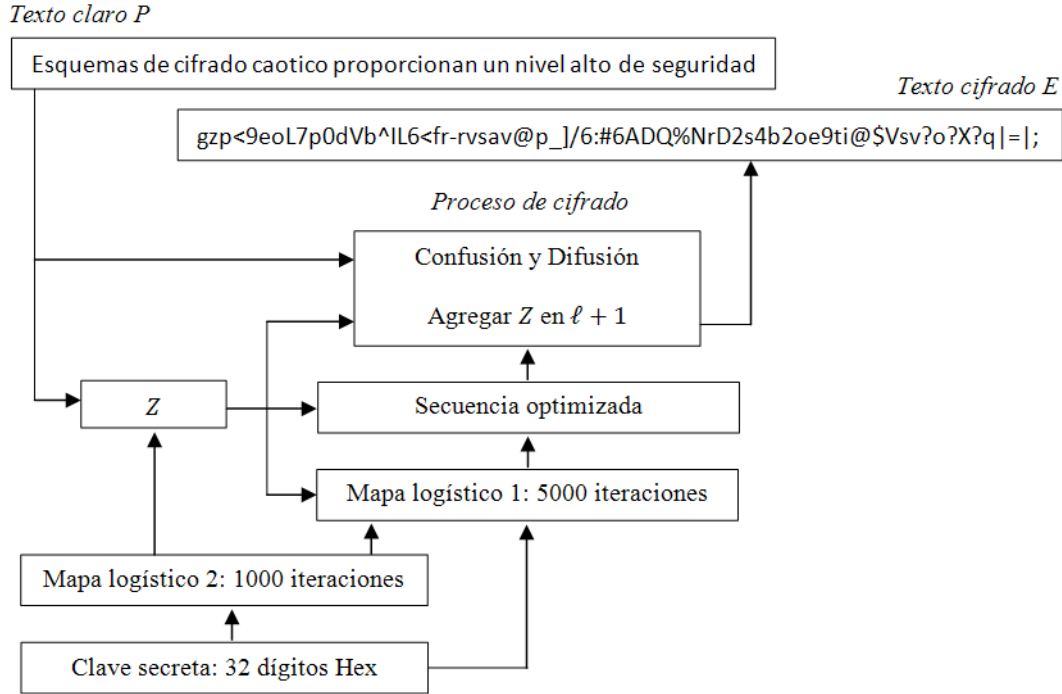 Texto claro P
Esquemas de cifrado caotico proporcionan un nivel alto de seguridad
Texto cifrado E
gzp<9eoL7p0dVb^IL6<fr-rvsav@p_]/6:#6ADQ%NrD2s4b2oe9ti@$Vsv?o?X?q|=|;
Proceso de cifrado
Confusión y Difusión
Agregar Z en ℓ + 1
Z
Secuencia optimizada
Mapa logístico 1: 5000 iteraciones
Mapa logístico 2: 1000 iteraciones
Clave secreta: 32 dígitos Hex